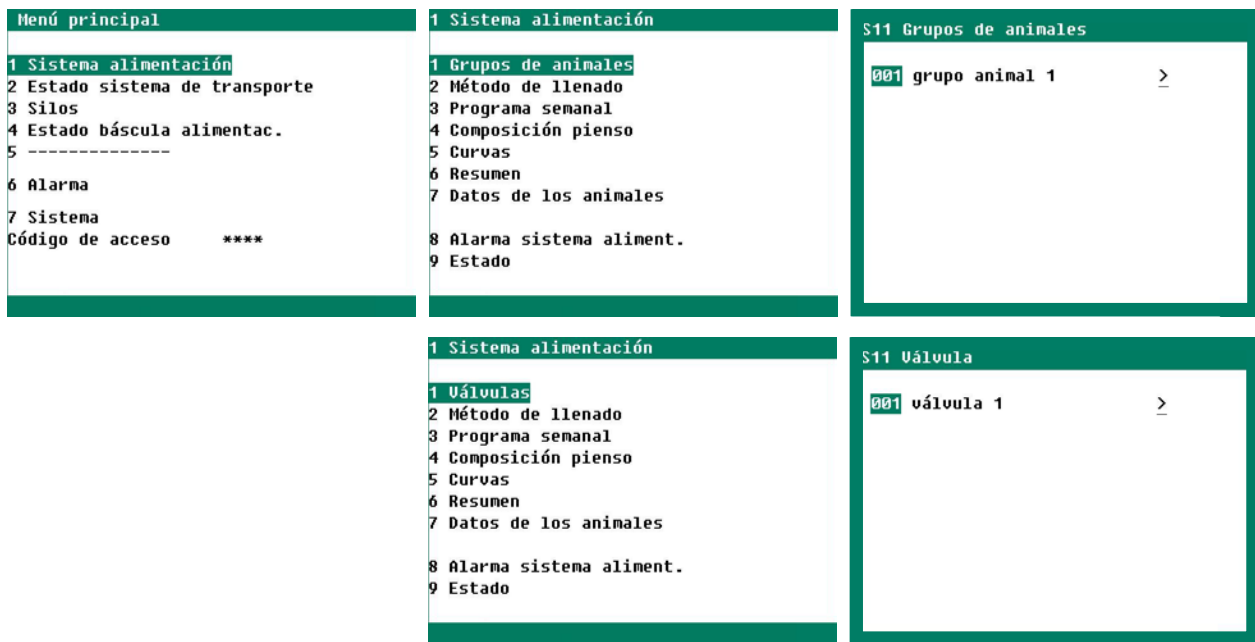 Menú principal
1 Sistema alimentación
2 Estado sistema de transporte
3 Silos
4 Estado báscula alimentac.
5 --------------
6 Alarma
7 Sistema
Código de acceso ****
1 Sistema alimentación
1 Grupos de animales
2 Método de llenado
3 Programa semanal
4 Composición pienso
5 Curvas
6 Resumen
7 Datos de los animales
8 Alarma sistema aliment.
9 Estado
S11 Grupos de animales
001 grupo animal 1 >
1 Sistema alimentación
1 Válvulas
2 Método de llenado
3 Programa semanal
4 Composición pienso
5 Curvas
6 Resumen
7 Datos de los animales
8 Alarma sistema aliment.
9 Estado
S11 Válvula
001 válvula 1 >